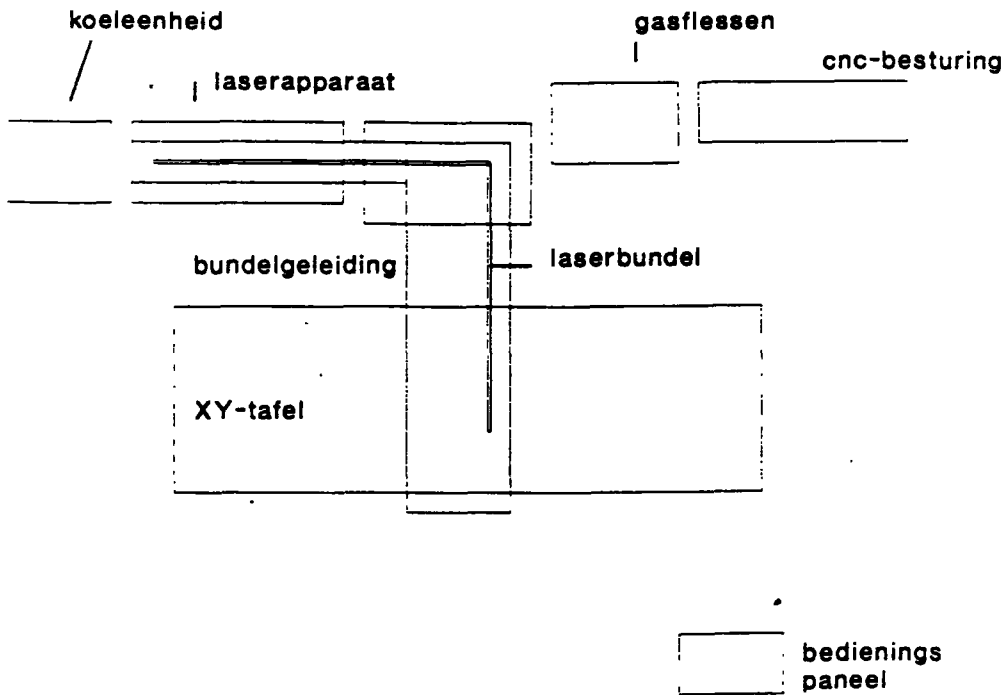 koeleenheid
gasflessen
cnc-besturing
laserapparaat
bundelgeleiding
laserbundel
XY-tafel
bedienings
paneel